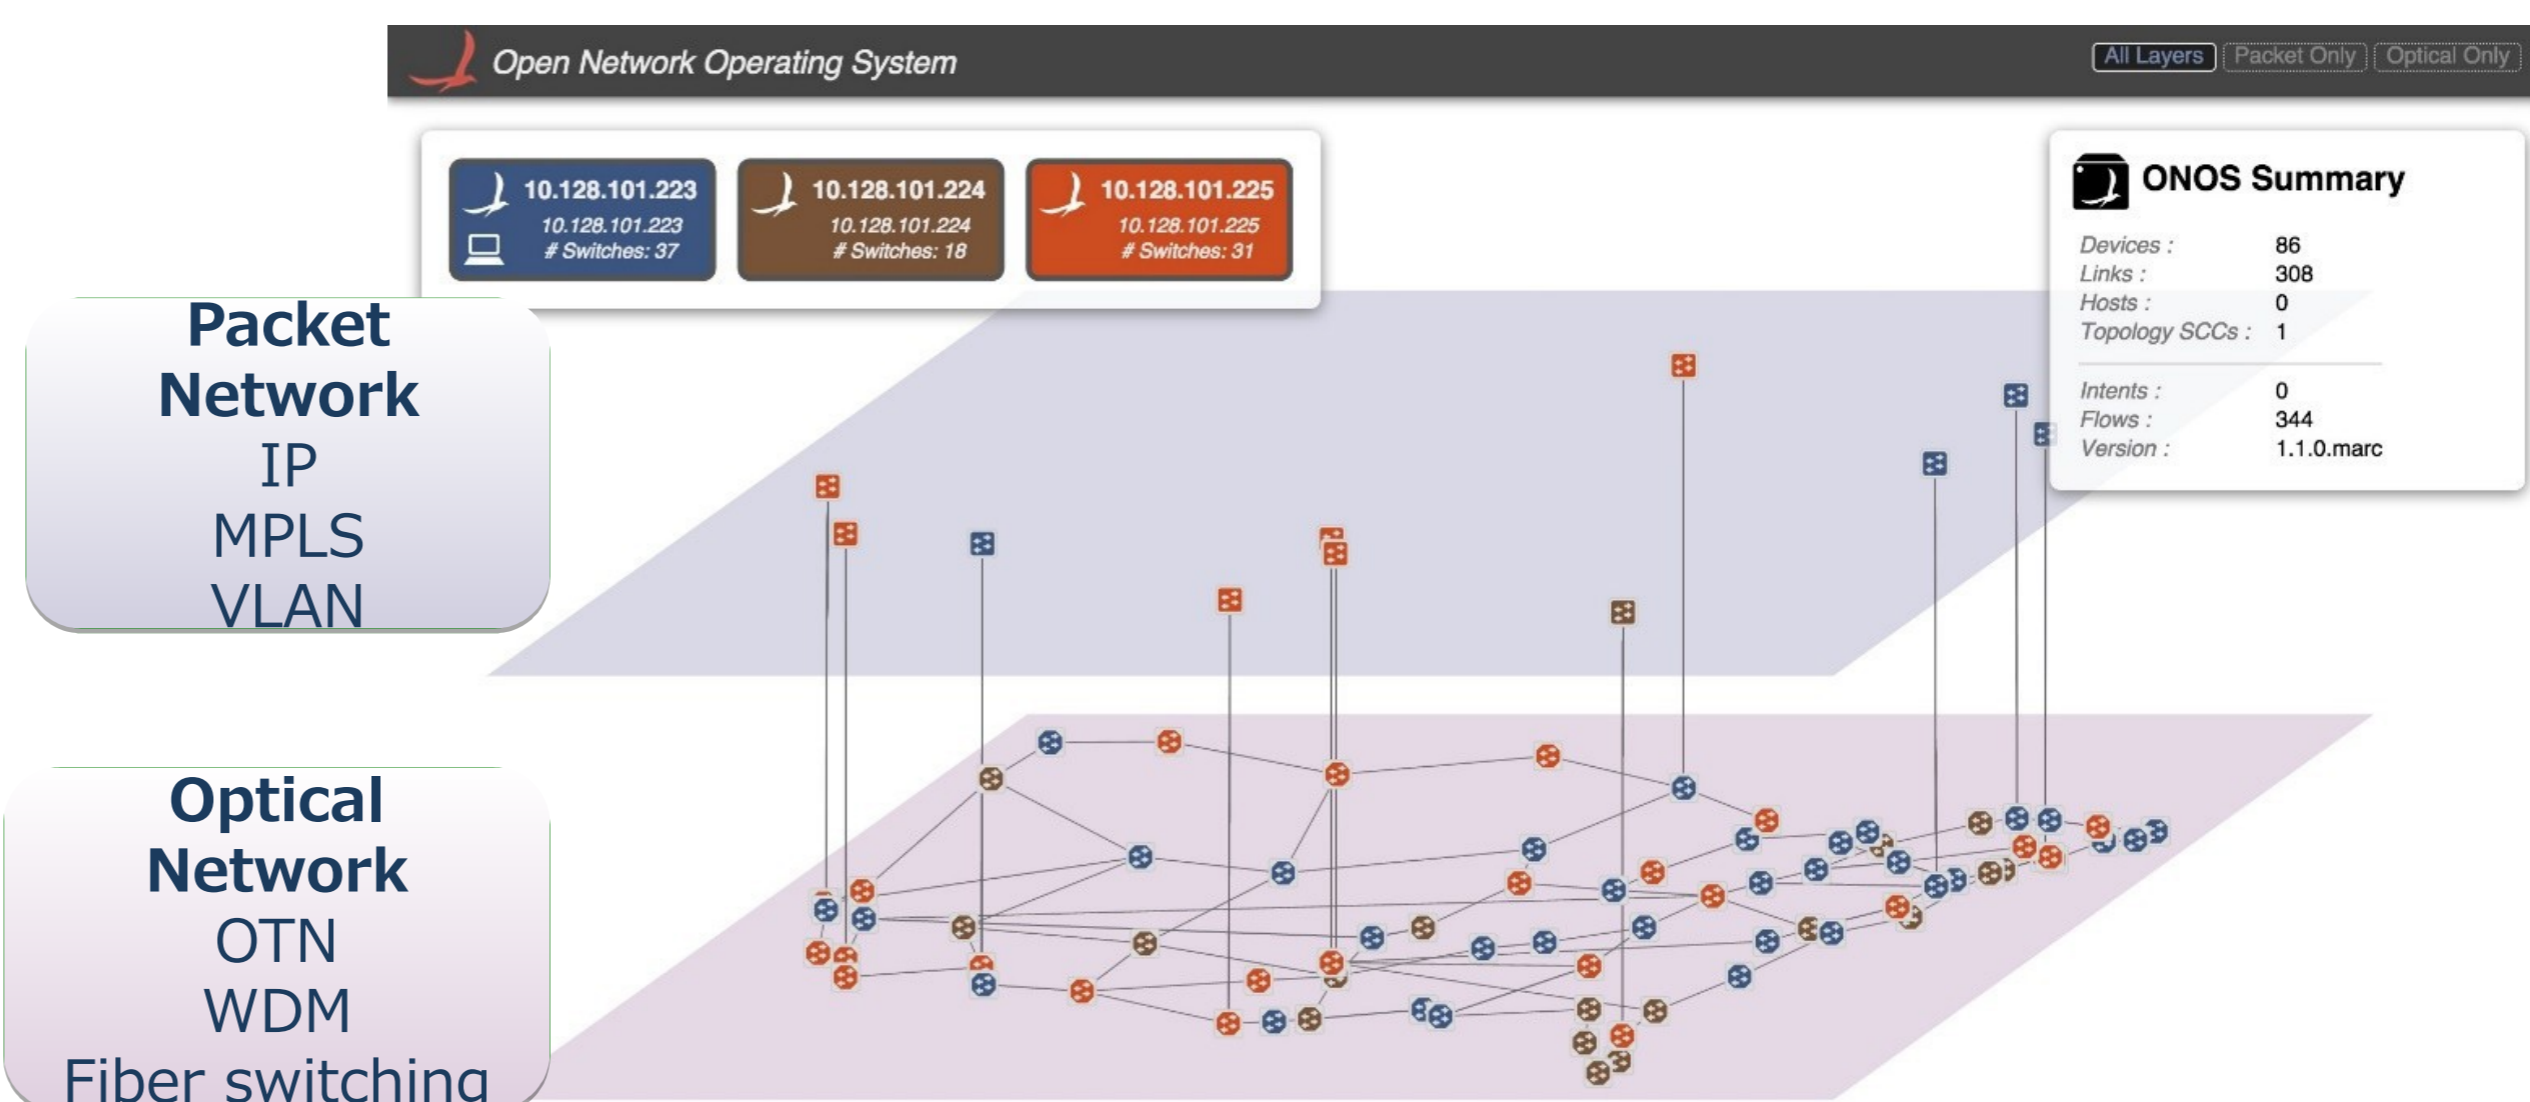 Open Network Operating System
All Layers
Packet Only
Optical Only
10.128.101.223
10.128.101.223
# Switches: 37
10.128.101.224
10.128.101.224
# Switches: 18
10.128.101.225
10.128.101.225
# Switches: 31
ONOS Summary
Devices : 86
Links : 308
Hosts : 0
Topology SCCs : 1
Intents : 0
Flows : 344
Version : 1.1.0.marc
Packet
Network
IP
MPLS
VLAN
Optical
Network
OTN
WDM
Fiber switching